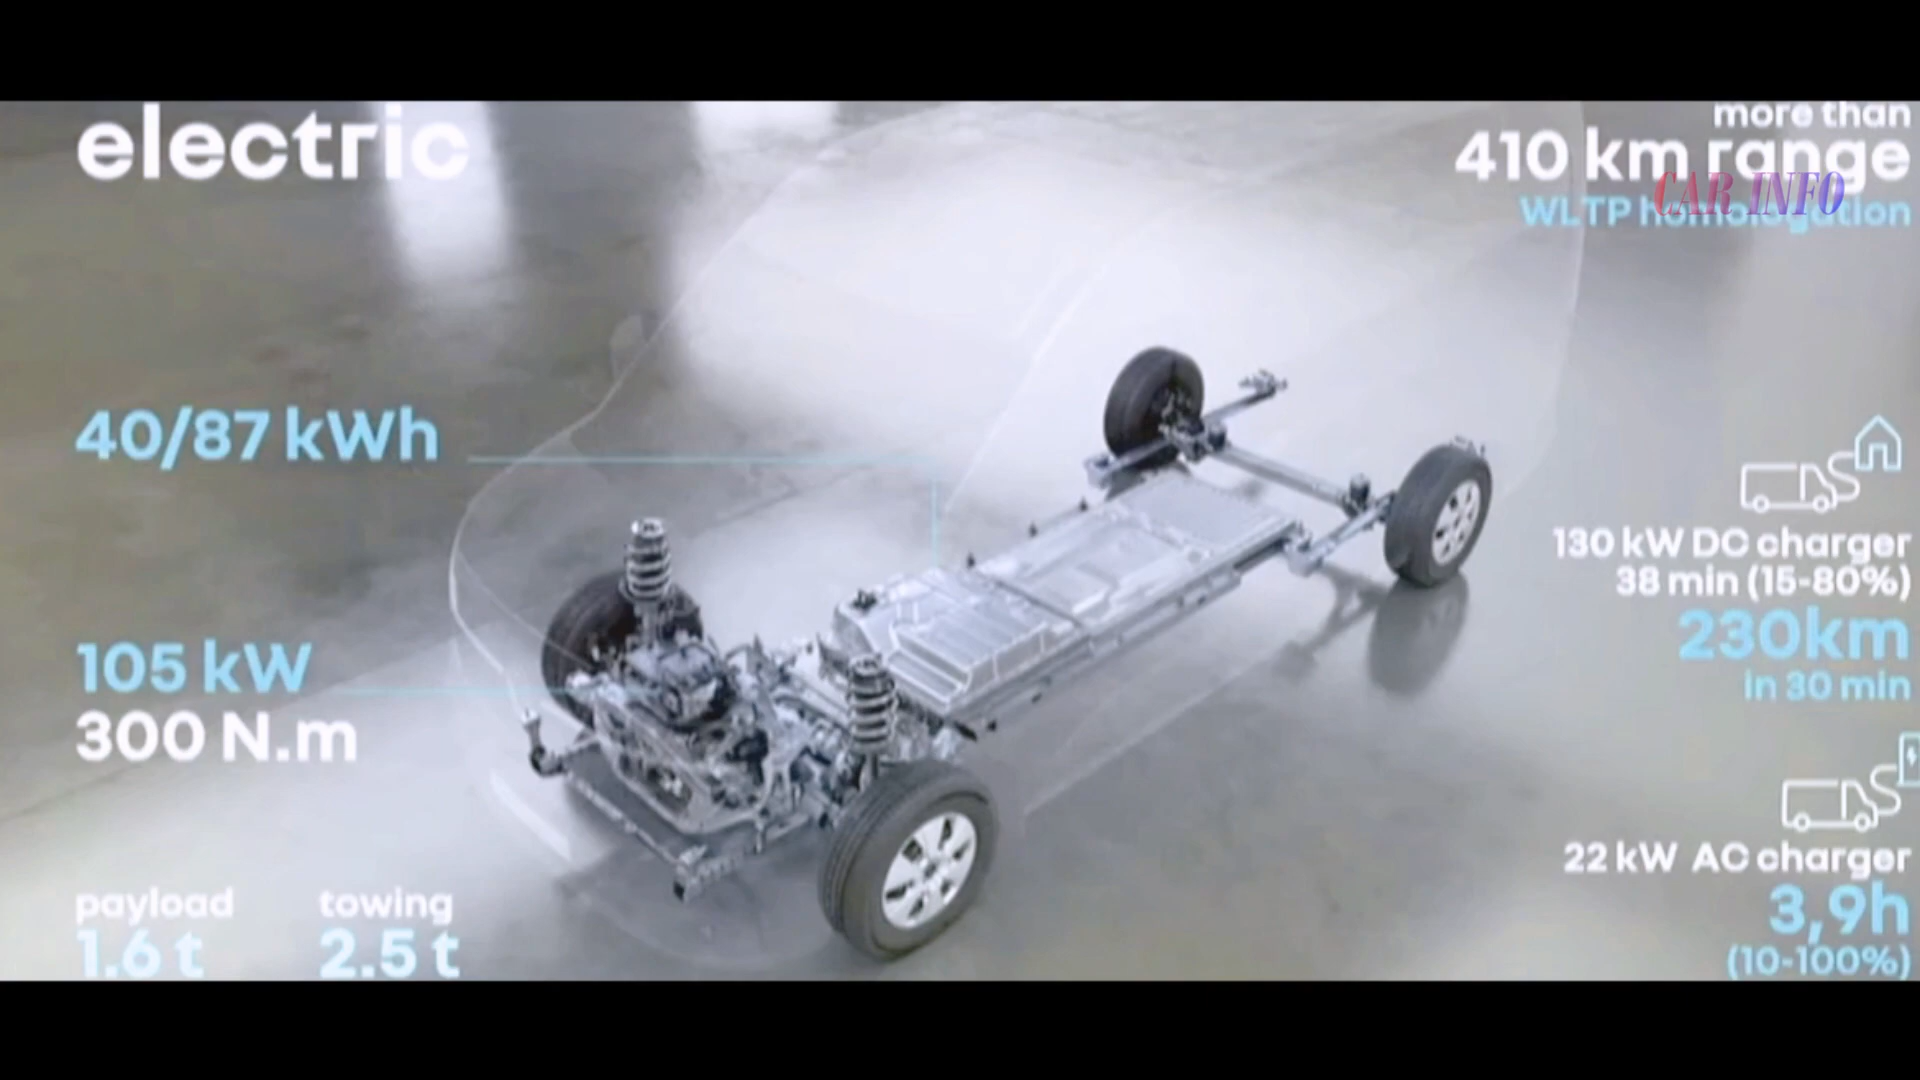 electric
more than
410 km range
CAR INFO
WLTP homologation
40/87 kWh
130 kW DC charger
38 min (15-80%)
230km
in 30 min
105 kW
300 N.m
22 kW AC charger
3,9h
(10-100%)
payload
1.6 t
towing
2.5 t